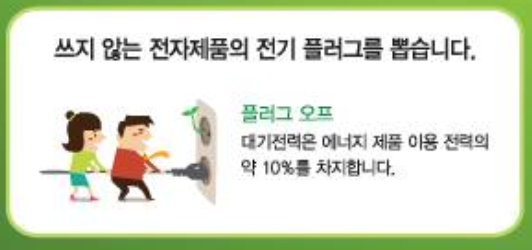 쓰지 않는 전자제품의 전기 플러그를 뽑습니다.
플러그 오프
대기전력은 에너지 제품 이용 전력의
약 10%를 차지합니다.